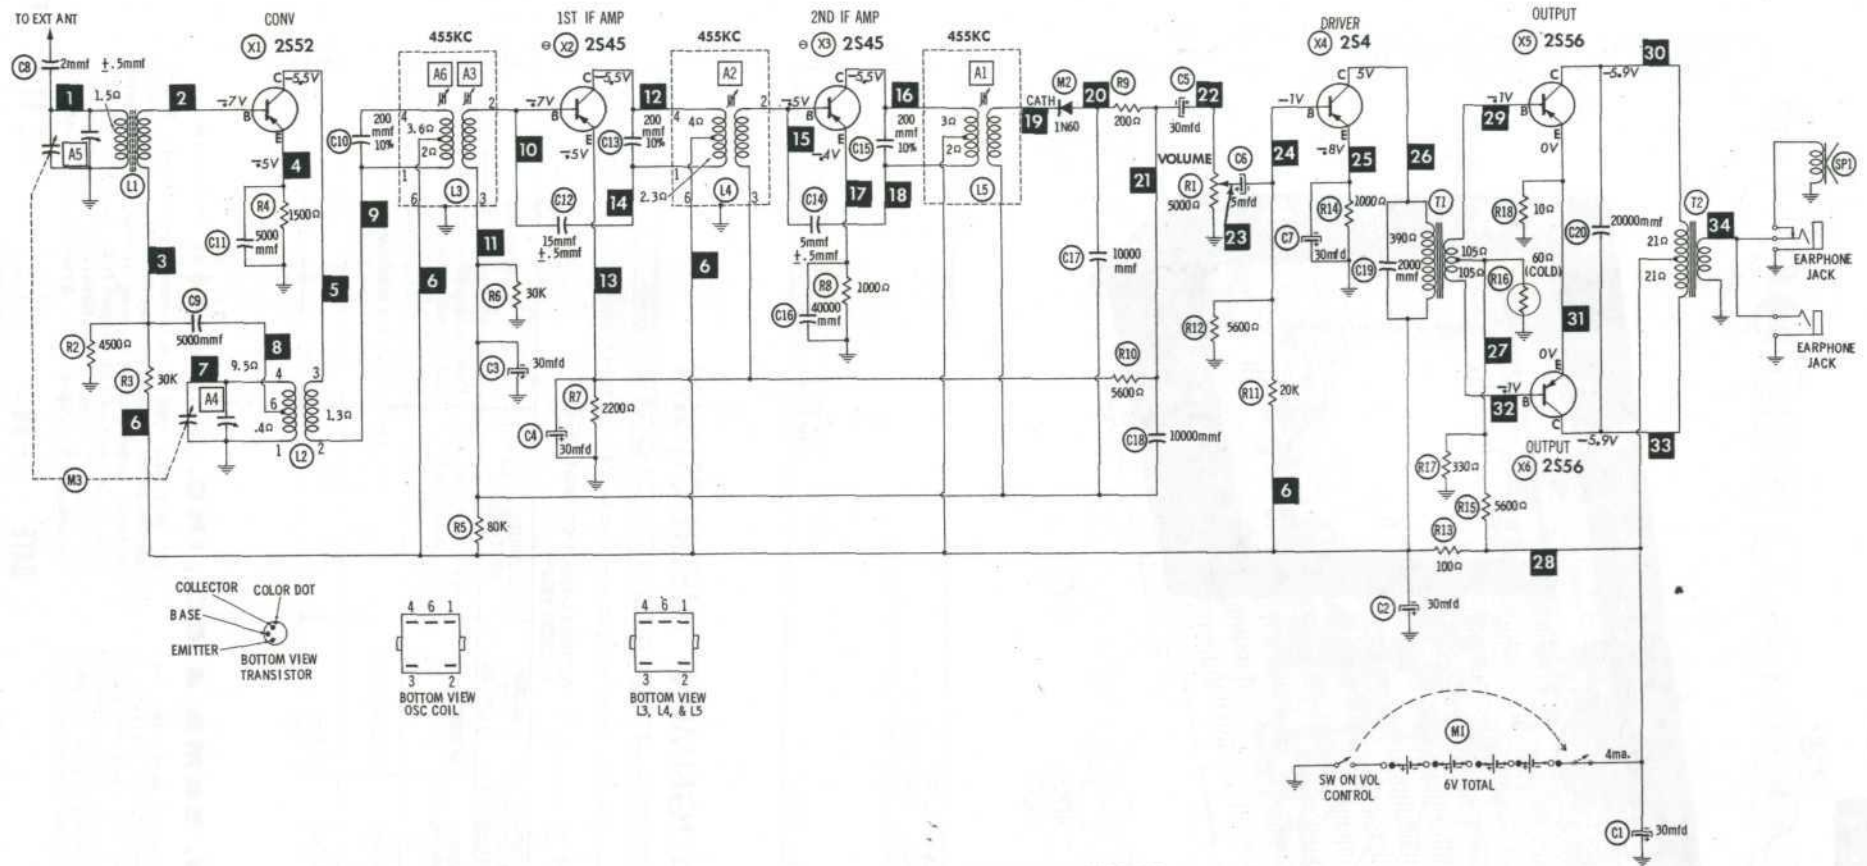 TO EXT ANT
C8
2mmf ±.5mmf
1
A5
1.5Ω
L1
2
3
CONV
X1 2S52
C
-5.5V
-.7V
B
E
-.5V
4
R4
1500Ω
C11
5000
mmf
5
R2
4500Ω
R3
30K
C9
5000mmf
8
7
9.5Ω
A4
4
6
.4Ω
1
3
1.3Ω
2
L2
6
M3
455KC
A6
A3
C10
200
mmf
10%
4
3.6Ω
2Ω
1
6
2
3
L3
9
6
10
11
R6
30K
C3
30mfd
R5
80K
1ST IF AMP
⊖ X2 2S45
C
-5.5V
-.7V
B
E
-.5V
12
200
mmf
10%
C13
C12
15mmf
±.5mmf
14
13
R7
2200Ω
C4
30mfd
455KC
A2
4
4Ω
1
2.3Ω
6
2
3
L4
6
2ND IF AMP
⊖ X3 2S45
C
-5.5V
-.5V
B
E
-.4V
15
16
200
mmf
10%
C15
17
18
C14
5mmf
±.5mmf
R8
1000Ω
C16
40000
mmf
455KC
A1
3Ω
2Ω
L5
CATH
19
M2
1N60
20
R9
200Ω
C5
30mfd
22
VOLUME
R1
5000Ω
C6
5mfd
23
21
C17
10000
mmf
R10
5600Ω
C18
10000mmf
DRIVER
X4 2S4
C
5V
-1V
B
E
-.8V
24
25
26
R14
1000Ω
C7
30mfd
R12
5600Ω
R11
20K
6
C19
2000
mmf
390Ω
T1
105Ω
105Ω
OUTPUT
X5 2S56
C
-5.9V
-.1V
B
E
0V
29
30
R18
10Ω
60Ω
(COLD)
R16
C20
20000mmf
31
27
0V
E
-.1V
B
32
C
-5.9V
OUTPUT
X6 2S56
33
R17
330Ω
R15
5600Ω
R13
100Ω
28
T2
21Ω
21Ω
34
SP1
EARPHONE
JACK
EARPHONE
JACK
C2
30mfd
COLLECTOR
COLOR DOT
BASE
EMITTER
BOTTOM VIEW
TRANSISTOR
4 6 1
3 2
BOTTOM VIEW
OSC COIL
4 6 1
3 2
BOTTOM VIEW
L3, L4, & L5
M1
SW ON VOL
CONTROL
6V TOTAL
4ma.
C1
30mfd